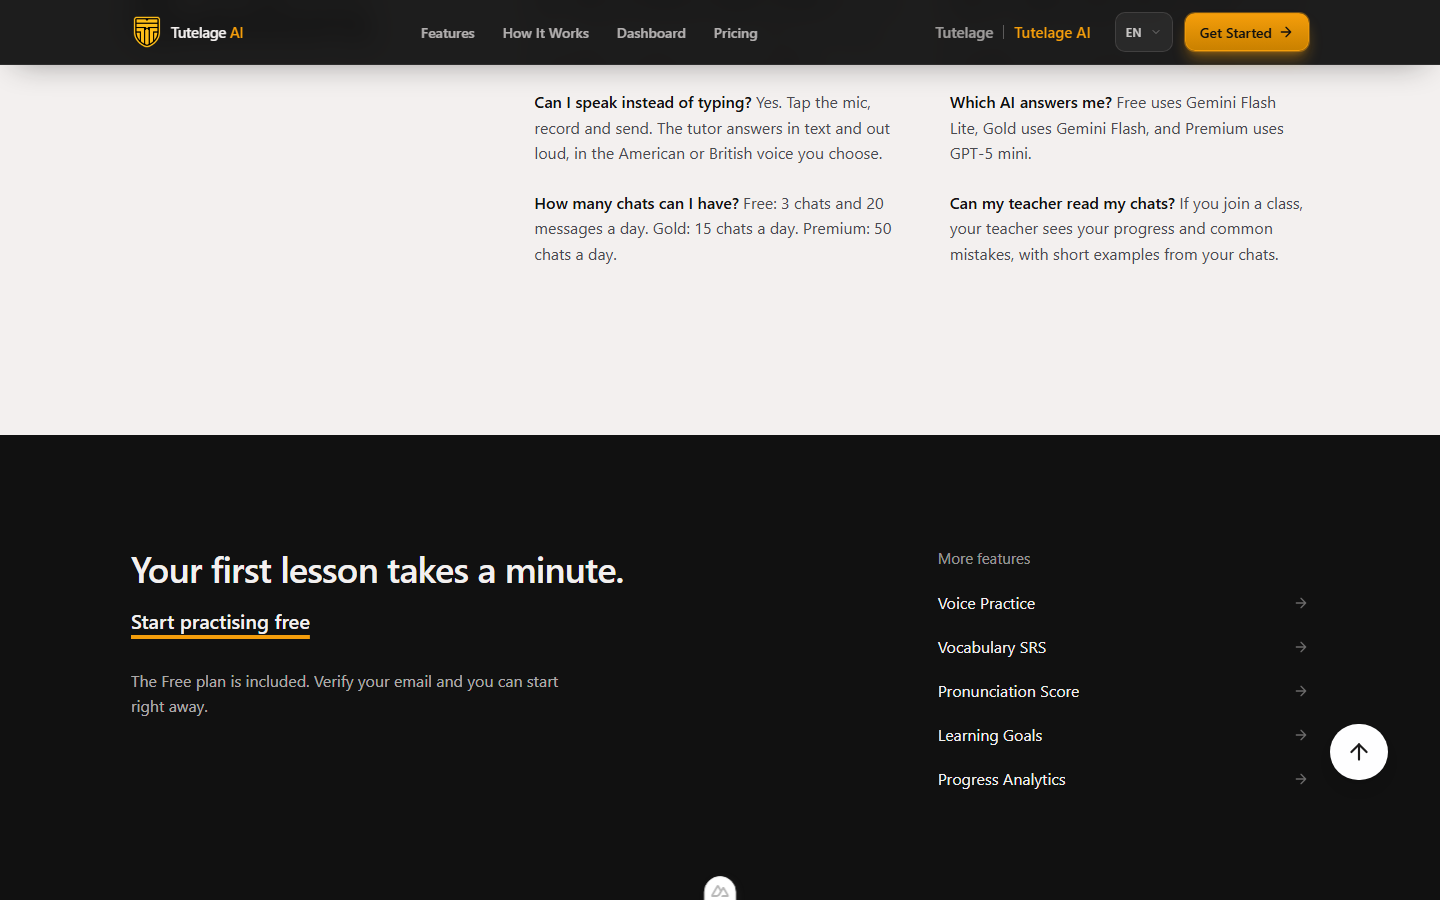 Tutelage AI
Features
How It Works
Dashboard
Pricing
Tutelage
Tutelage AI
EN
Get Started
Can I speak instead of typing? Yes. Tap the mic,
record and send. The tutor answers in text and out
loud, in the American or British voice you choose.
Which AI answers me? Free uses Gemini Flash
Lite, Gold uses Gemini Flash, and Premium uses
GPT-5 mini.
How many chats can I have? Free: 3 chats and 20
messages a day. Gold: 15 chats a day. Premium: 50
chats a day.
Can my teacher read my chats? If you join a class,
your teacher sees your progress and common
mistakes, with short examples from your chats.
Your first lesson takes a minute.
Start practising free
The Free plan is included. Verify your email and you can start
right away.
More features
Voice Practice
Vocabulary SRS
Pronunciation Score
Learning Goals
Progress Analytics